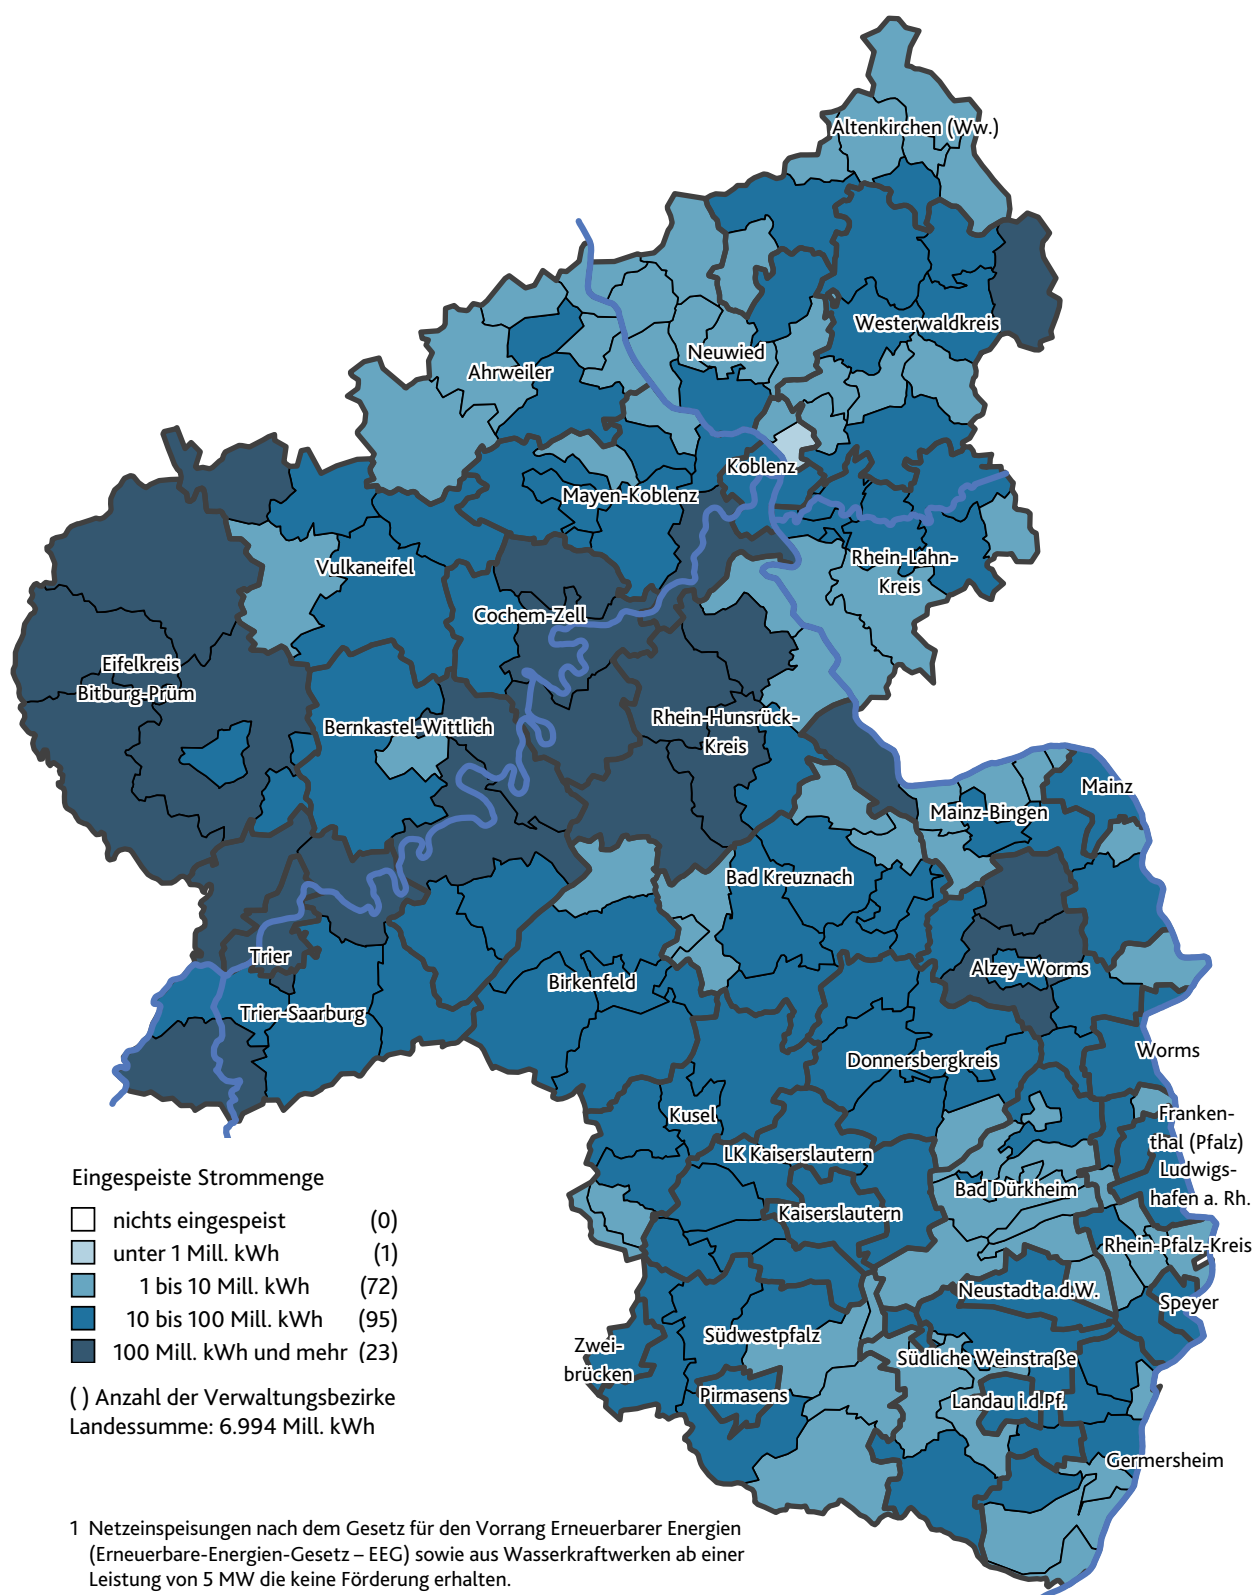 Altenkirchen (Ww.)
Westerwaldkreis
Neuwied
Ahrweiler
Koblenz
Mayen-Koblenz
Vulkaneifel
Rhein-Lahn-
Kreis
Cochem-Zell
Eifelkreis
Bitburg-Prüm
Bernkastel-Wittlich
Rhein-Hunsrück-
Kreis
Mainz
Mainz-Bingen
Bad Kreuznach
Trier
Alzey-Worms
Birkenfeld
Trier-Saarburg
Worms
Donnersbergkreis
Kusel
Franken-
thal (Pfalz)
LK Kaiserslautern
Ludwigs-
hafen a. Rh.
Bad Dürkheim
Kaiserslautern
Rhein-Pfalz-Kreis
Neustadt a.d.W.
Speyer
Südwestpfalz
Zwei-
brücken
Südliche Weinstraße
Pirmasens
Landau i.d.Pf.
Germersheim
Eingespeiste Strommenge
nichts eingespeist (0)
unter 1 Mill. kWh (1)
1 bis 10 Mill. kWh (72)
10 bis 100 Mill. kWh (95)
100 Mill. kWh und mehr (23)
( ) Anzahl der Verwaltungsbezirke
Landessumme: 6.994 Mill. kWh
1 Netzeinspeisungen nach dem Gesetz für den Vorrang Erneuerbarer Energien
(Erneuerbare-Energien-Gesetz – EEG) sowie aus Wasserkraftwerken ab einer
Leistung von 5 MW die keine Förderung erhalten.